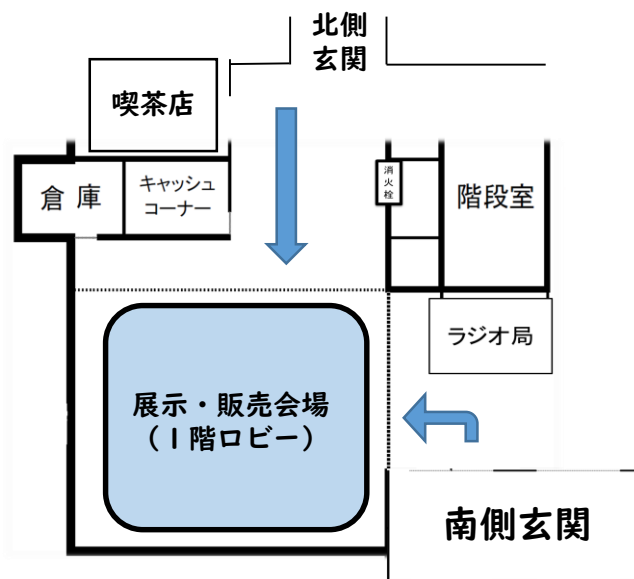 北側
玄関
喫茶店
倉庫
キャッシュ
コーナー
消火栓
階段室
ラジオ局
展示・販売会場
（1階ロビー）
南側玄関